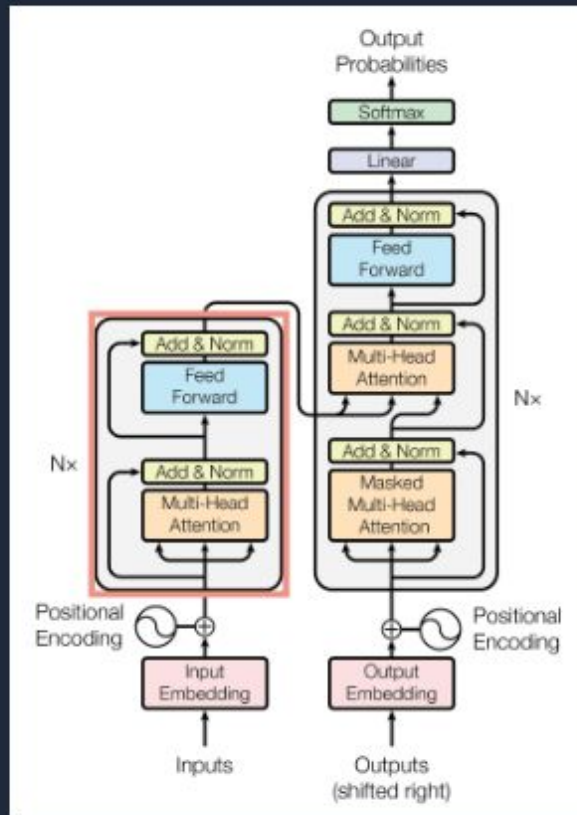 Output
Probabilities
Softmax
Linear
Add & Norm
Feed
Forward
Add & Norm
Multi-Head
Attention
Nx
Add & Norm
Masked
Multi-Head
Attention
Add & Norm
Feed
Forward
Nx
Add & Norm
Multi-Head
Attention
Positional
Encoding
Positional
Encoding
Input
Embedding
Output
Embedding
Inputs
Outputs
(shifted right)